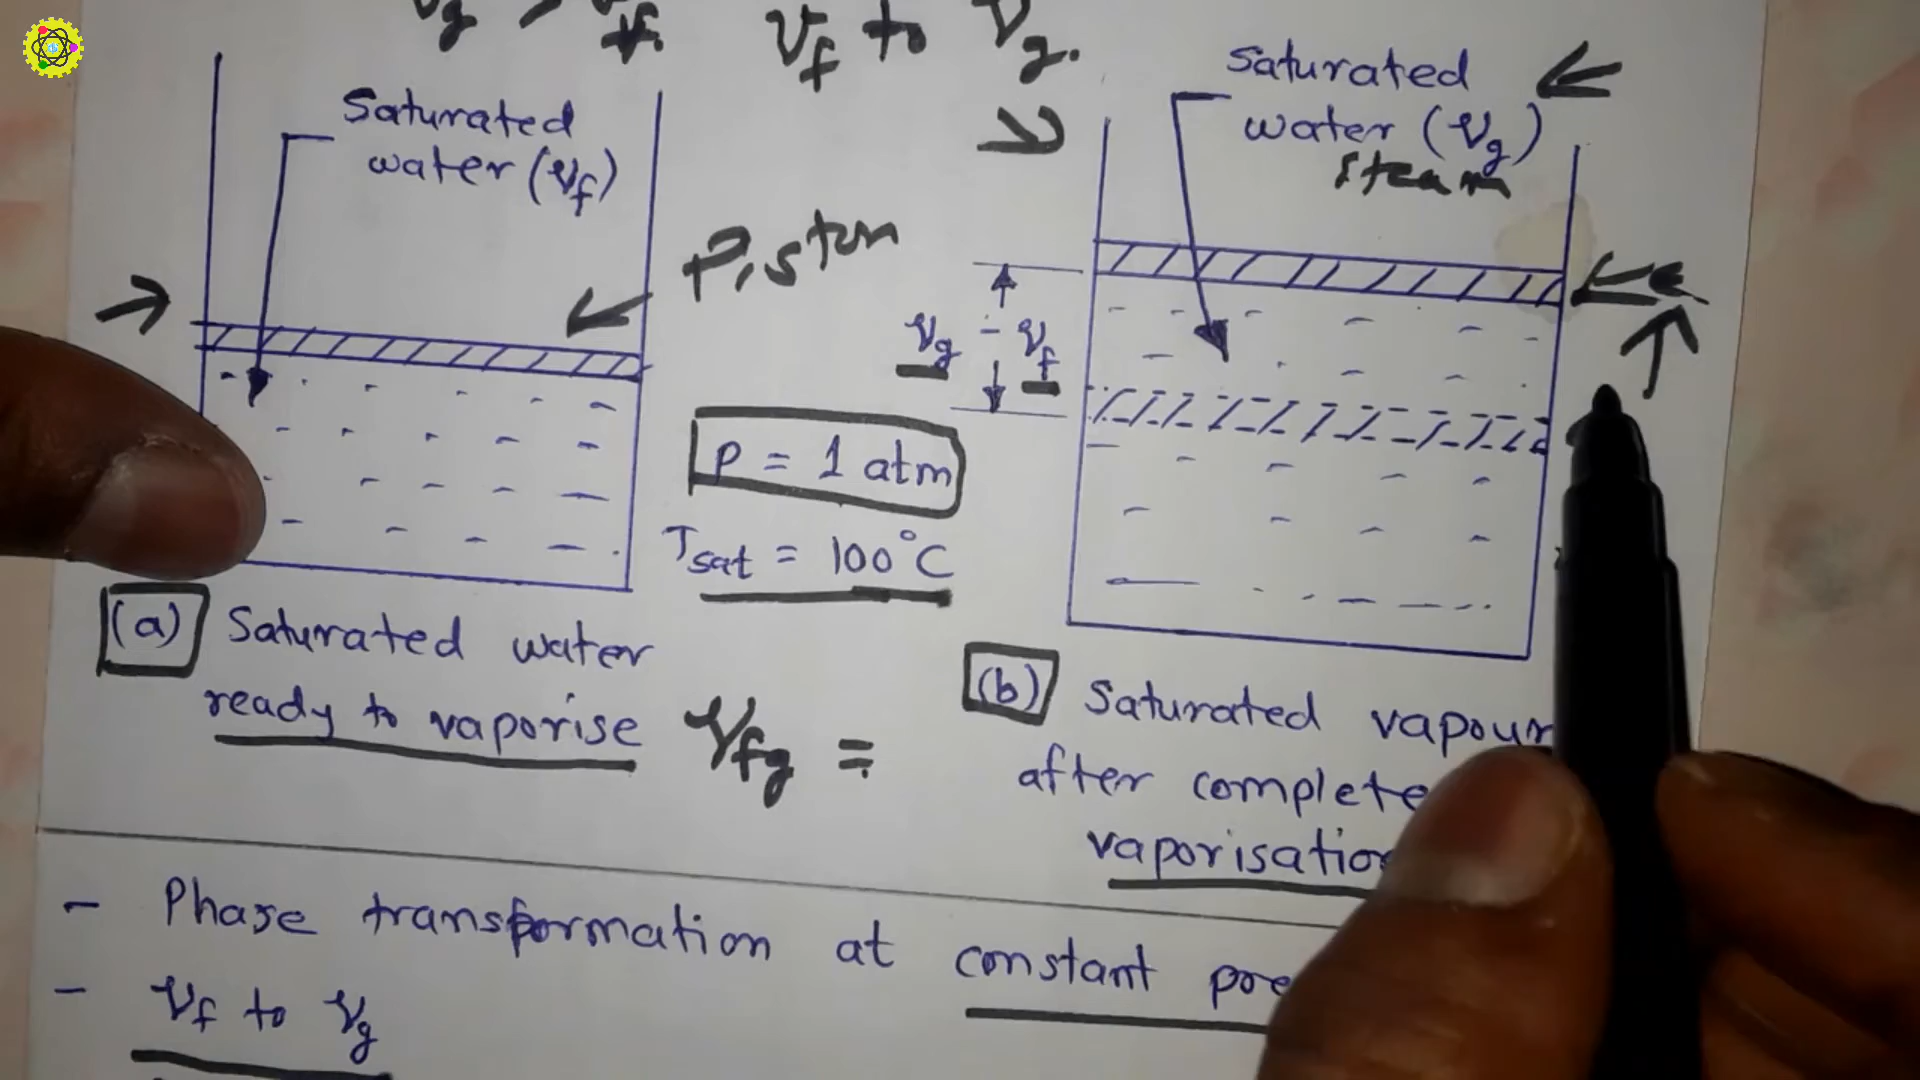 Vf to Vg.
Saturated
water (Vf)
Saturated
water (Vg)
steam
Piston
Vg - Vf
P = 1 atm
Tsat = 100°C
(a) Saturated water
ready to vaporise
Vfg =
(b) Saturated vapour
after complete
vaporisation
- Phase transformation at constant pre
- Vf to Vg